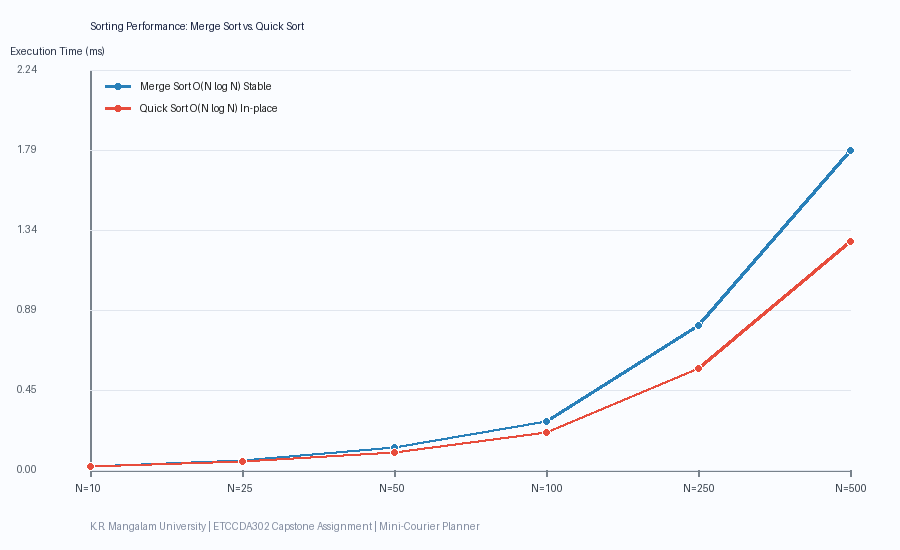 Sorting Performance: Merge Sort vs. Quick Sort
Execution Time (ms)
2.24
Merge Sort O(N log N) Stable
Quick Sort O(N log N) In-place
1.79
1.34
0.89
0.45
0.00
N=10 N=25 N=50 N=100 N=250 N=500
K.R. Mangalam University | ETCCDA302 Capstone Assignment | Mini-Courier Planner